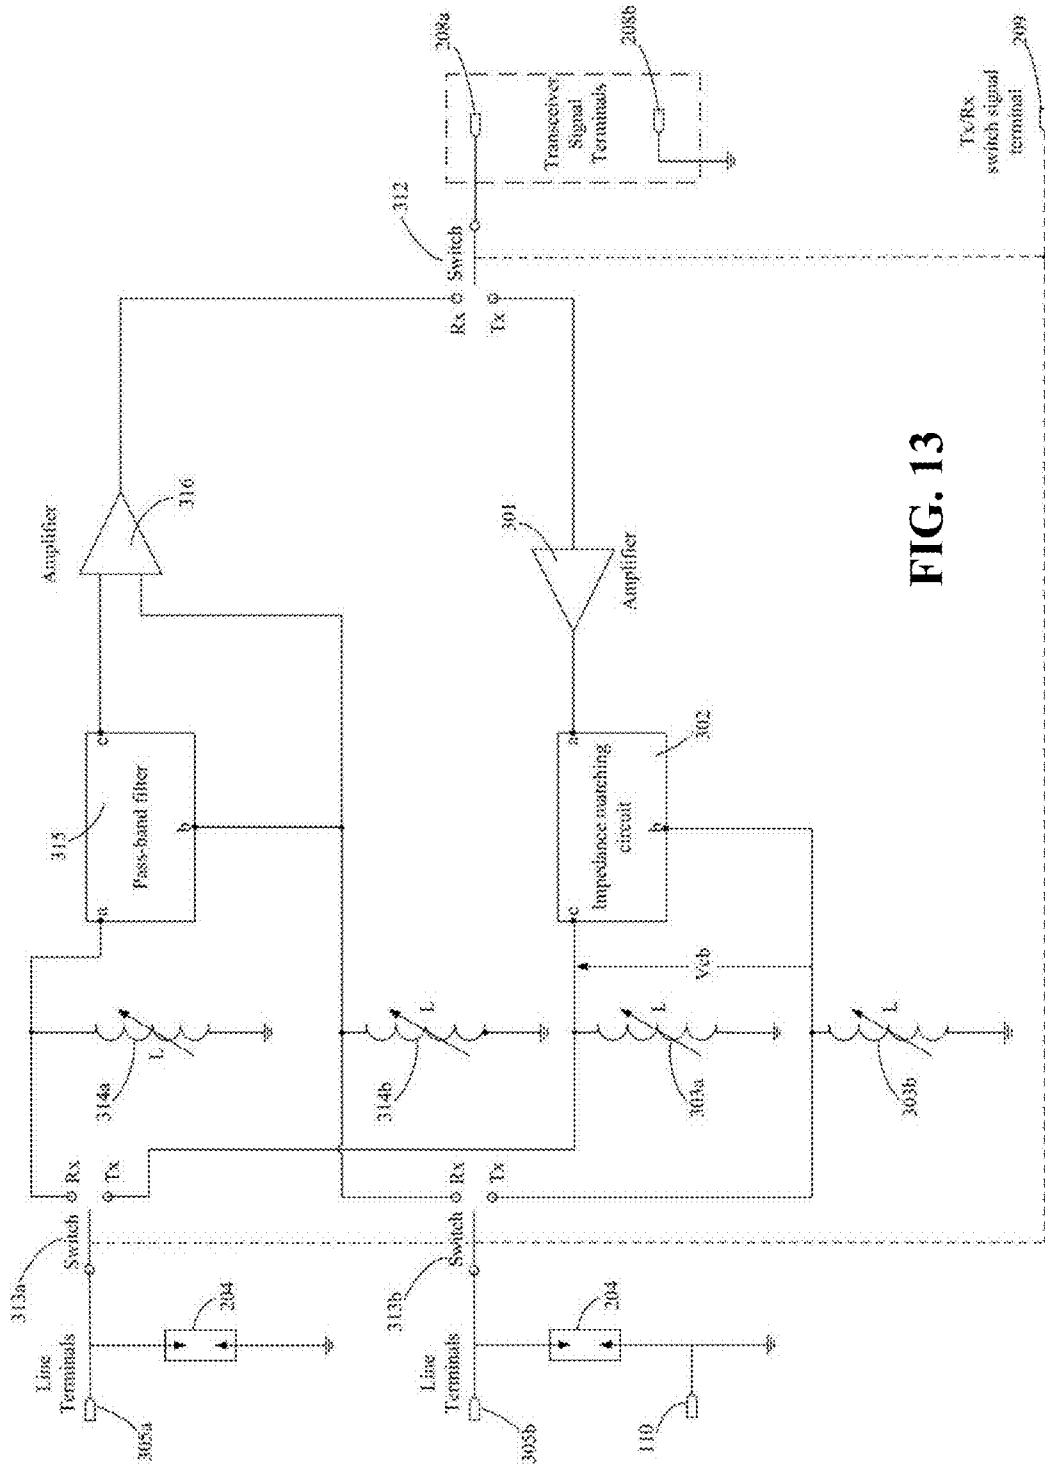 305a
Line
Terminals
204
313a
Switch
Rx
Tx
314a
L
a
315
Pass-band filter
b
c
Amplifier
316
305b
Line
Terminals
204
110
313b
Switch
Rx
Tx
314b
L
303a
L
303b
L
Vcb
c
Impedance matching
circuit
b
a
302
301
Amplifier
Rx
Tx
Switch
312
Transceiver
Signal
Terminals
208a
208b
Tx/Rx
switch signal
terminal
209
FIG. 13